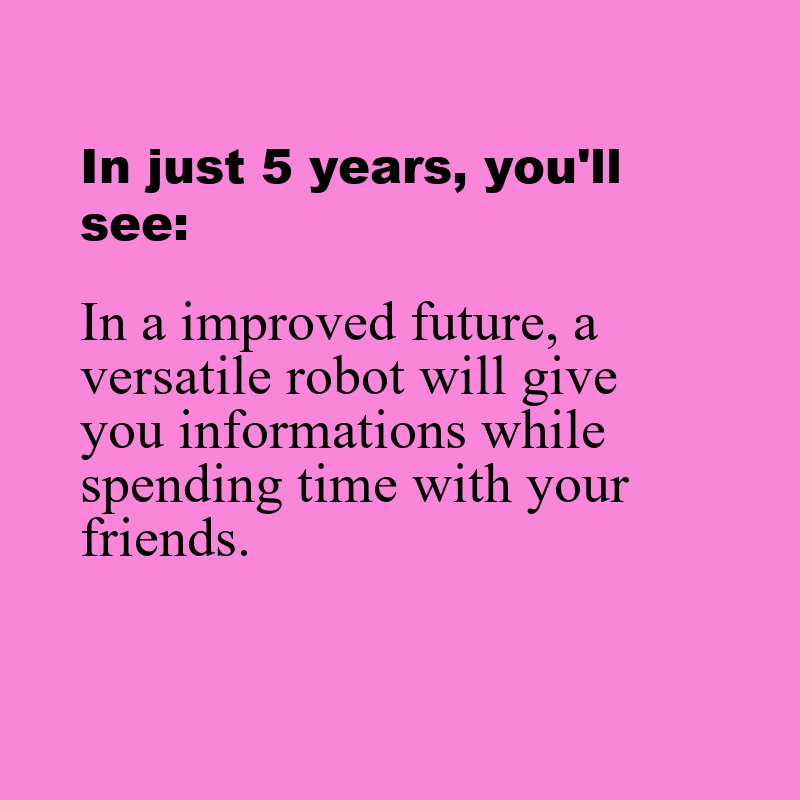 In just 5 years, you'll
see:
In a improved future, a
versatile robot will give
you informations while
spending time with your
friends.